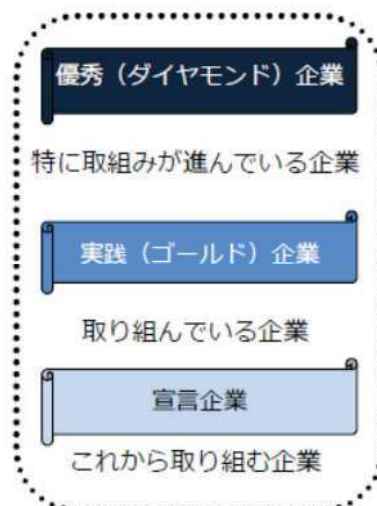 優秀（ダイヤモンド）企業
特に取組みが進んでいる企業
実践（ゴールド）企業
取り組んでいる企業
宣言企業
これから取り組む企業